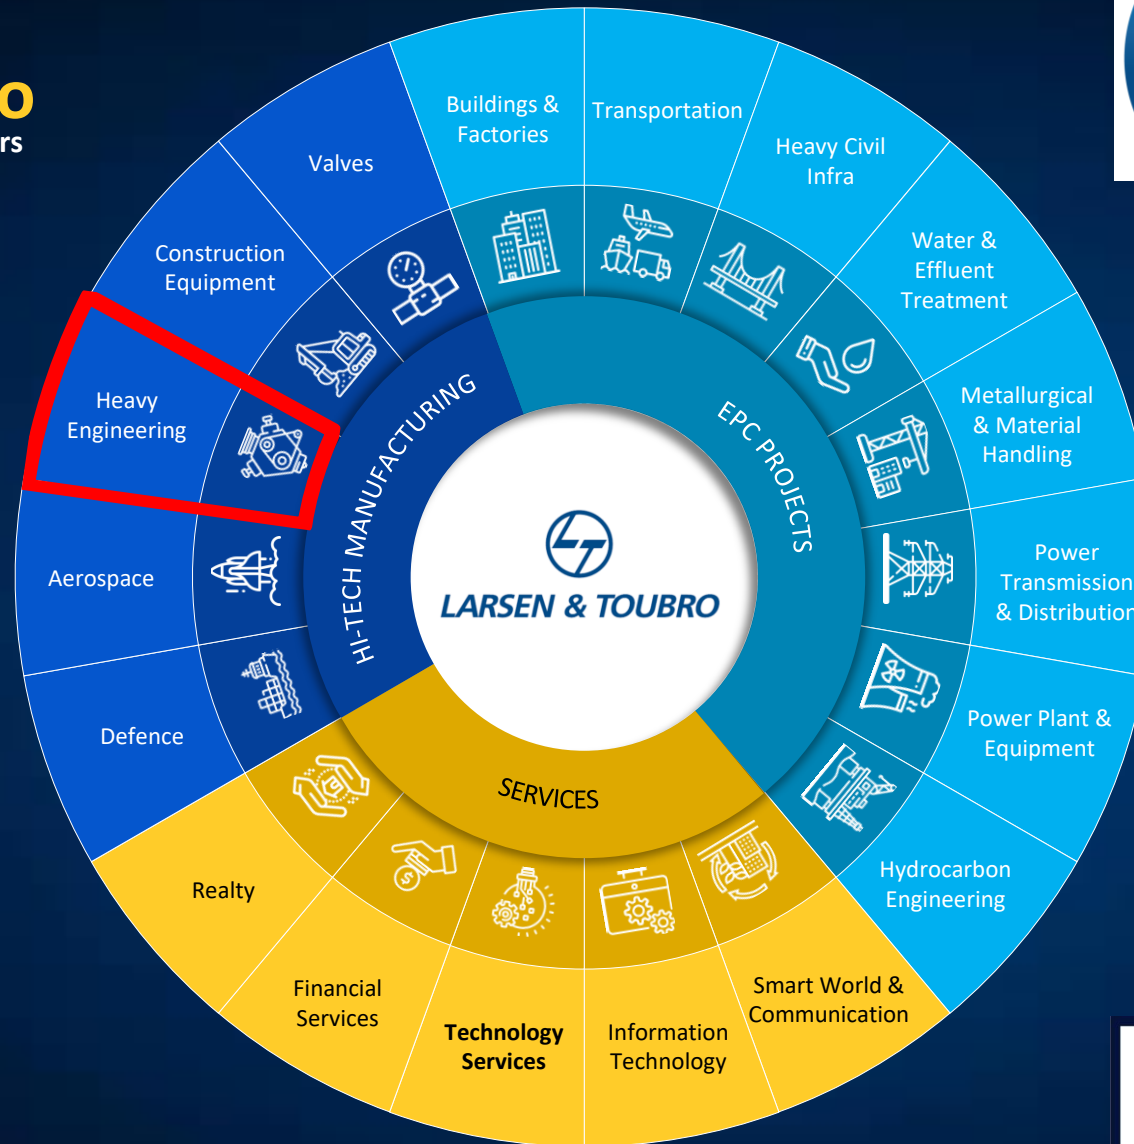 o
rs
Buildings &
Factories
Transportation
Heavy Civil
Infra
Water &
Effluent
Treatment
Metallurgical
& Material
Handling
Power
Transmission
& Distribution
Power Plant &
Equipment
Hydrocarbon
Engineering
Smart World &
Communication
Information
Technology
Technology
Services
Financial
Services
Realty
Defence
Aerospace
Heavy
Engineering
Construction
Equipment
Valves
HI-TECH MANUFACTURING
EPC PROJECTS
SERVICES
LT
LARSEN & TOUBRO